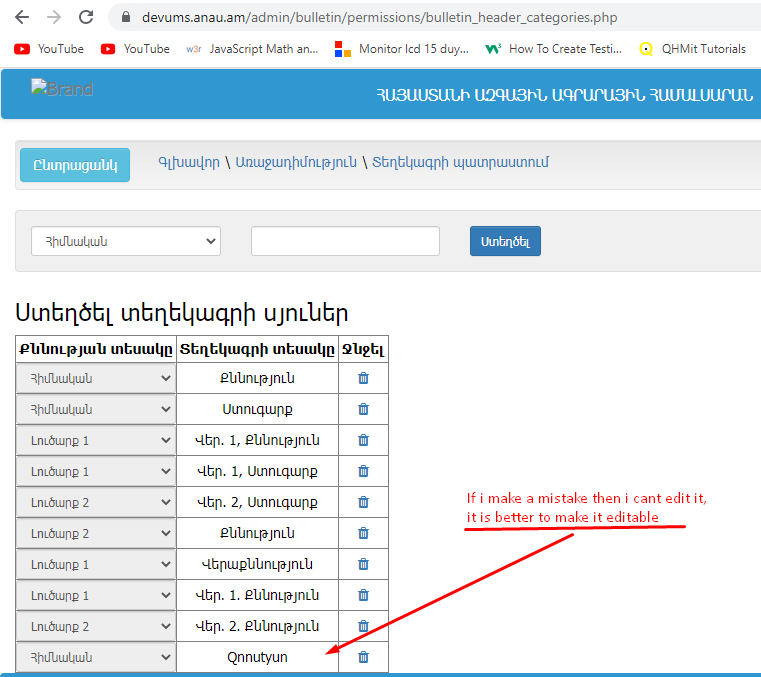 devums.anau.am/admin/bulletin/permissions/bulletin_header_categories.php
YouTube YouTube w3r JavaScript Math an... Monitor lcd 15 duy... How To Create Testi... QHMit Tutorials
Brand ՀԱՅԱՍՏԱՆԻ ԱԶԳԱՅԻՆ ԱԳՐԱՐԱՅԻՆ ՀԱՄԱԼՍԱՐԱՆ
Ընտրացանկ Գլխավոր \ Առաջադիմություն \ Տեղեկագրի պատրաստում
Հիմնական Ստեղծել
Ստեղծել տեղեկագրի սյուներ
Քննության տեսակը Տեղեկագրի տեսակը Ջնջել
Հիմնական Քննություն
Հիմնական Ստուգարք
Լուծարք 1 Վեր. 1, Քննություն
Լուծարք 1 Վեր. 1, Ստուգարք
Լուծարք 2 Վեր. 2, Ստուգարք
Լուծարք 2 Քննություն
Լուծարք 1 Վերաքննություն
Լուծարք 1 Վեր. 1. Քննություն
Լուծարք 2 Վեր. 2. Քննություն
Հիմնական Qnnutyun
If i make a mistake then i cant edit it,
it is better to make it editable